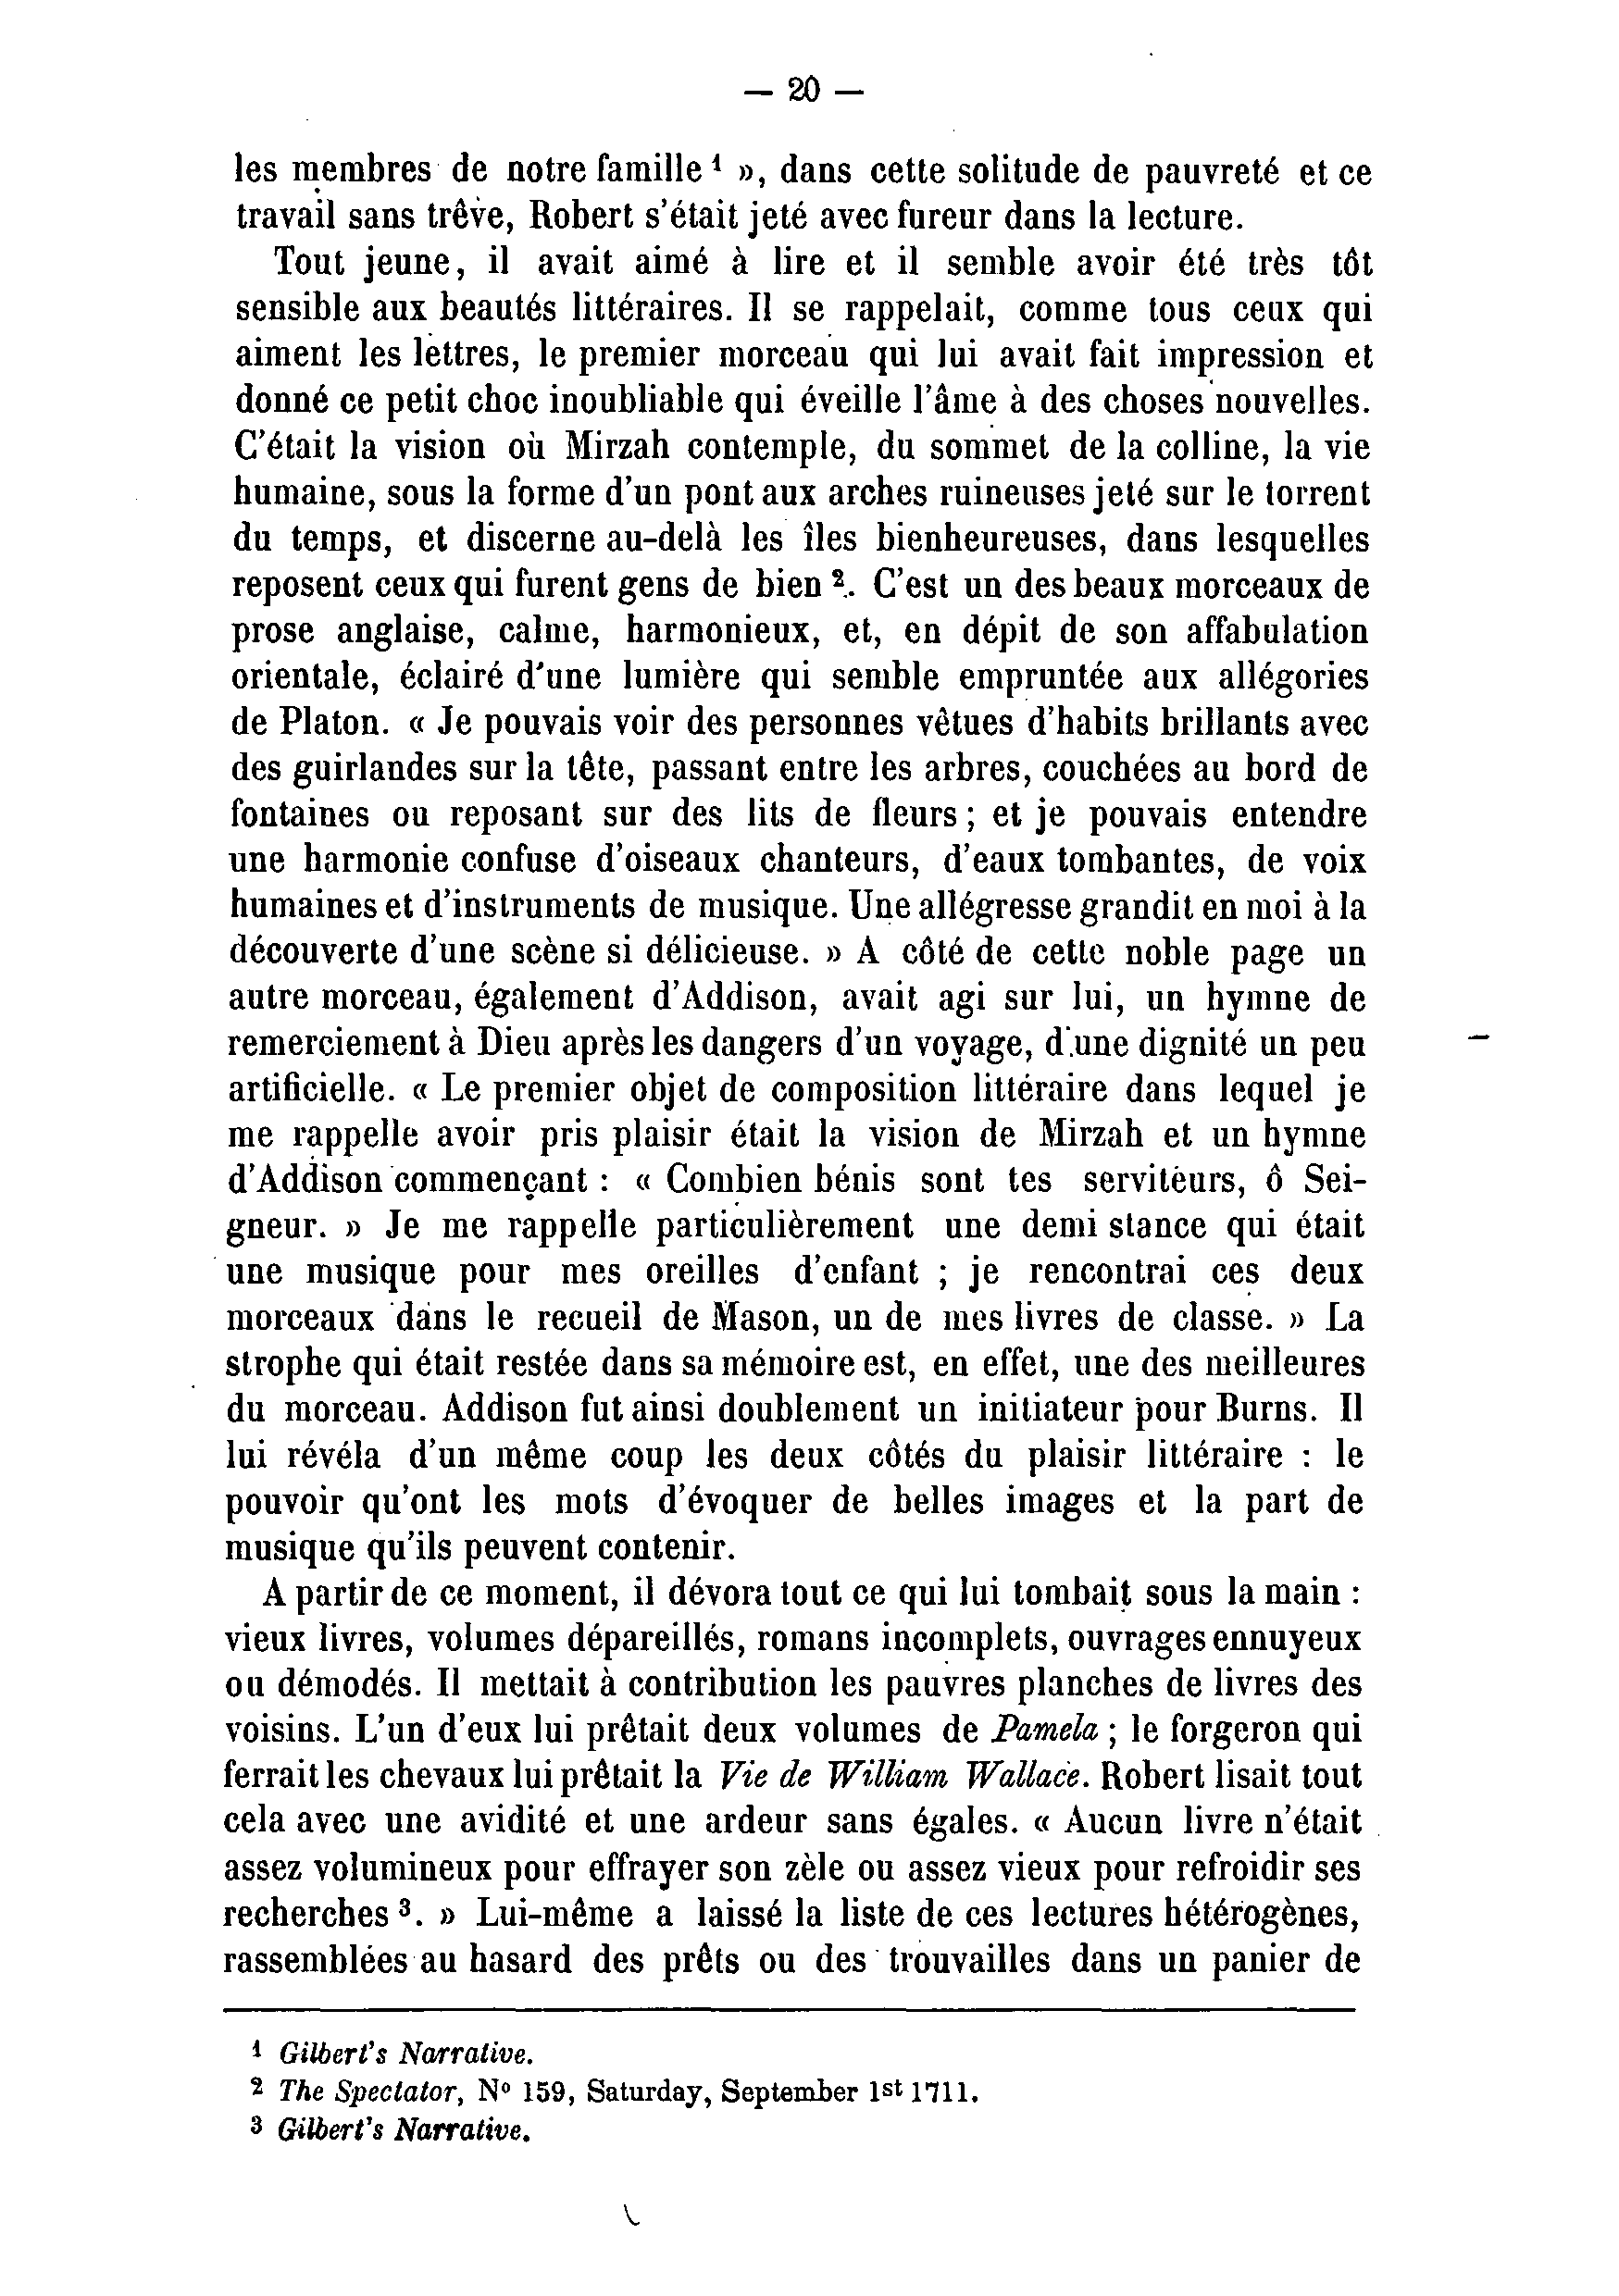 — 20 —
les membres de notre famille ¹ », dans cette solitude de pauvreté et ce
travail sans trêve, Robert s'était jeté avec fureur dans la lecture.
Tout jeune, il avait aimé à lire et il semble avoir été très tôt
sensible aux beautés littéraires. Il se rappelait, comme tous ceux qui
aiment les lettres, le premier morceau qui lui avait fait impression et
donné ce petit choc inoubliable qui éveille l'âme à des choses nouvelles.
C'était la vision où Mirzah contemple, du sommet de la colline, la vie
humaine, sous la forme d'un pont aux arches ruineuses jeté sur le torrent
du temps, et discerne au-delà les îles bienheureuses, dans lesquelles
reposent ceux qui furent gens de bien ². C'est un des beaux morceaux de
prose anglaise, calme, harmonieux, et, en dépit de son affabulation
orientale, éclairé d'une lumière qui semble empruntée aux allégories
de Platon. « Je pouvais voir des personnes vêtues d'habits brillants avec
des guirlandes sur la tête, passant entre les arbres, couchées au bord de
fontaines ou reposant sur des lits de fleurs ; et je pouvais entendre
une harmonie confuse d'oiseaux chanteurs, d'eaux tombantes, de voix
humaines et d'instruments de musique. Une allégresse grandit en moi à la
découverte d'une scène si délicieuse. » A côté de cette noble page un
autre morceau, également d'Addison, avait agi sur lui, un hymne de
remerciement à Dieu après les dangers d'un voyage, d'une dignité un peu
artificielle. « Le premier objet de composition littéraire dans lequel je
me rappelle avoir pris plaisir était la vision de Mirzah et un hymne
d'Addison commençant : « Combien bénis sont tes serviteurs, ô Sei-
gneur. » Je me rappelle particulièrement une demi stance qui était
une musique pour mes oreilles d'enfant ; je rencontrai ces deux
morceaux dans le recueil de Mason, un de mes livres de classe. » La
strophe qui était restée dans sa mémoire est, en effet, une des meilleures
du morceau. Addison fut ainsi doublement un initiateur pour Burns. Il
lui révéla d'un même coup les deux côtés du plaisir littéraire : le
pouvoir qu'ont les mots d'évoquer de belles images et la part de
musique qu'ils peuvent contenir.
A partir de ce moment, il dévora tout ce qui lui tombait sous la main :
vieux livres, volumes dépareillés, romans incomplets, ouvrages ennuyeux
ou démodés. Il mettait à contribution les pauvres planches de livres des
voisins. L'un d'eux lui prêtait deux volumes de Pamela ; le forgeron qui
ferrait les chevaux lui prêtait la Vie de William Wallace. Robert lisait tout
cela avec une avidité et une ardeur sans égales. « Aucun livre n'était
assez volumineux pour effrayer son zèle ou assez vieux pour refroidir ses
recherches ³. » Lui-même a laissé la liste de ces lectures hétérogènes,
rassemblées au hasard des prêts ou des trouvailles dans un panier de
¹ Gilbert's Narrative.
² The Spectator, Nº 159, Saturday, September 1st 1711.
³ Gilbert's Narrative.